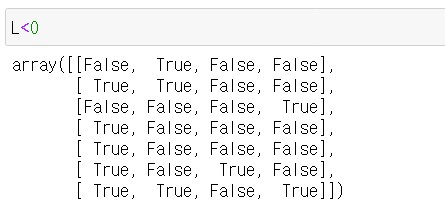 L<0
array([[False,  True, False, False],
       [ True,  True, False, False],
       [False, False, False,  True],
       [ True, False, False, False],
       [ True, False, False, False],
       [ True, False,  True, False],
       [ True,  True, False,  True]])